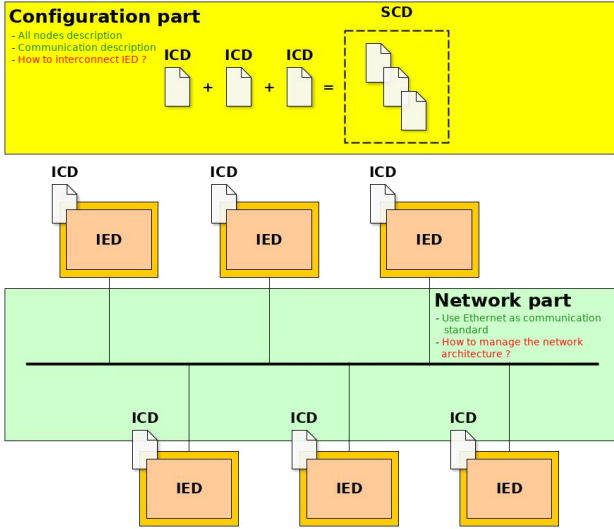 Configuration part
- All nodes description
- Communication description
- How to interconnect IED ?
SCD
ICD ICD ICD
+ + =
ICD ICD ICD
IED IED IED
Network part
- Use Ethernet as communication
standard
- How to manage the network
architecture ?
ICD ICD ICD
IED IED IED